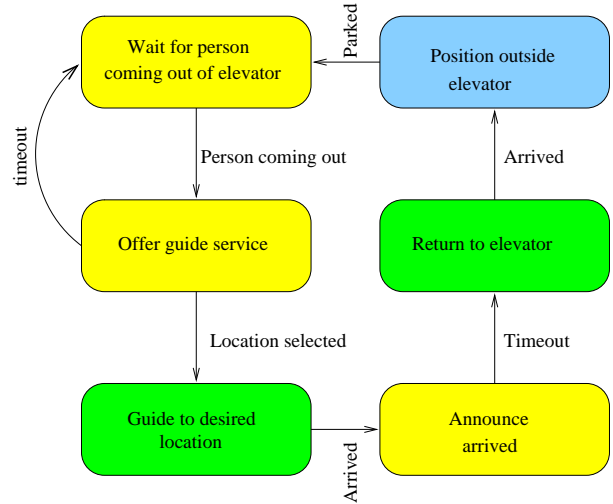 Wait for person
coming out of elevator
Parked
Position outside
elevator
timeout
Person coming out
Arrived
Offer guide service
Return to elevator
Location selected
Timeout
Guide to desired
location
Arrived
Announce
arrived